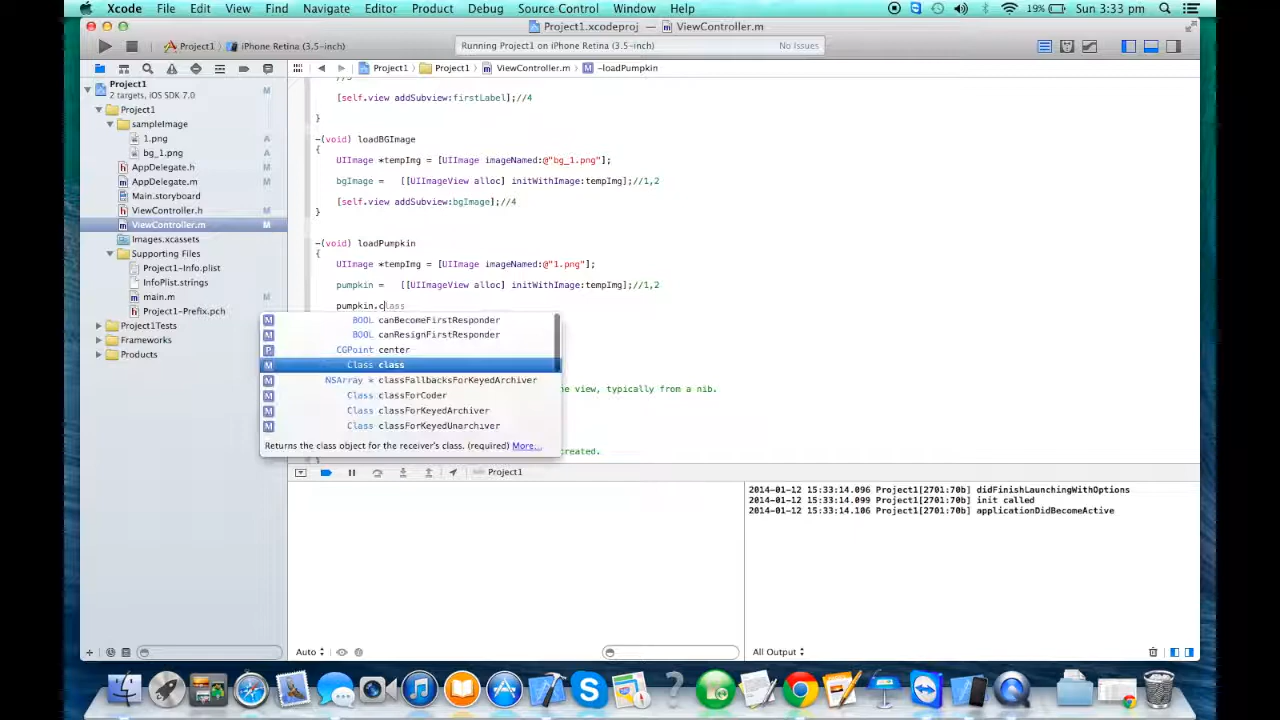 Xcode File Edit View Find Navigate Editor Product Debug Source Control Window Help 19% Sun 3:33 pm
Project1.xcodeproj — ViewController.m
Project1 iPhone Retina (3.5-inch) Running Project1 on iPhone Retina (3.5-inch) No Issues
Project1 Project1 ViewController.m -loadPumpkin
Project1 M
2 targets, iOS SDK 7.0
Project1
sampleImage
1.png A
bg_1.png A
AppDelegate.h M
AppDelegate.m M
Main.storyboard
ViewController.h M
ViewController.m M
Images.xcassets
Supporting Files
Project1-Info.plist
InfoPlist.strings
main.m M
Project1-Prefix.pch
Project1Tests
Frameworks
Products
[self.view addSubview:firstLabel];//4
}
-(void) loadBGImage
{
UIImage *tempImg = [UIImage imageNamed:@"bg_1.png"];
bgImage = [[UIImageView alloc] initWithImage:tempImg];//1,2
[self.view addSubview:bgImage];//4
}
-(void) loadPumpkin
{
UIImage *tempImg = [UIImage imageNamed:@"1.png"];
pumpkin = [[UIImageView alloc] initWithImage:tempImg];//1,2
pumpkin.class
M BOOL canBecomeFirstResponder
M BOOL canResignFirstResponder
P CGPoint center
M Class class
M NSArray * classFallbacksForKeyedArchiver
M Class classForCoder
M Class classForKeyedArchiver
M Class classForKeyedUnarchiver
Returns the class object for the receiver's class. (required) More...
e view, typically from a nib.
created.
Project1
2014-01-12 15:33:14.096 Project1[2701:70b] didFinishLaunchingWithOptions
2014-01-12 15:33:14.099 Project1[2701:70b] init called
2014-01-12 15:33:14.106 Project1[2701:70b] applicationDidBecomeActive
Auto All Output